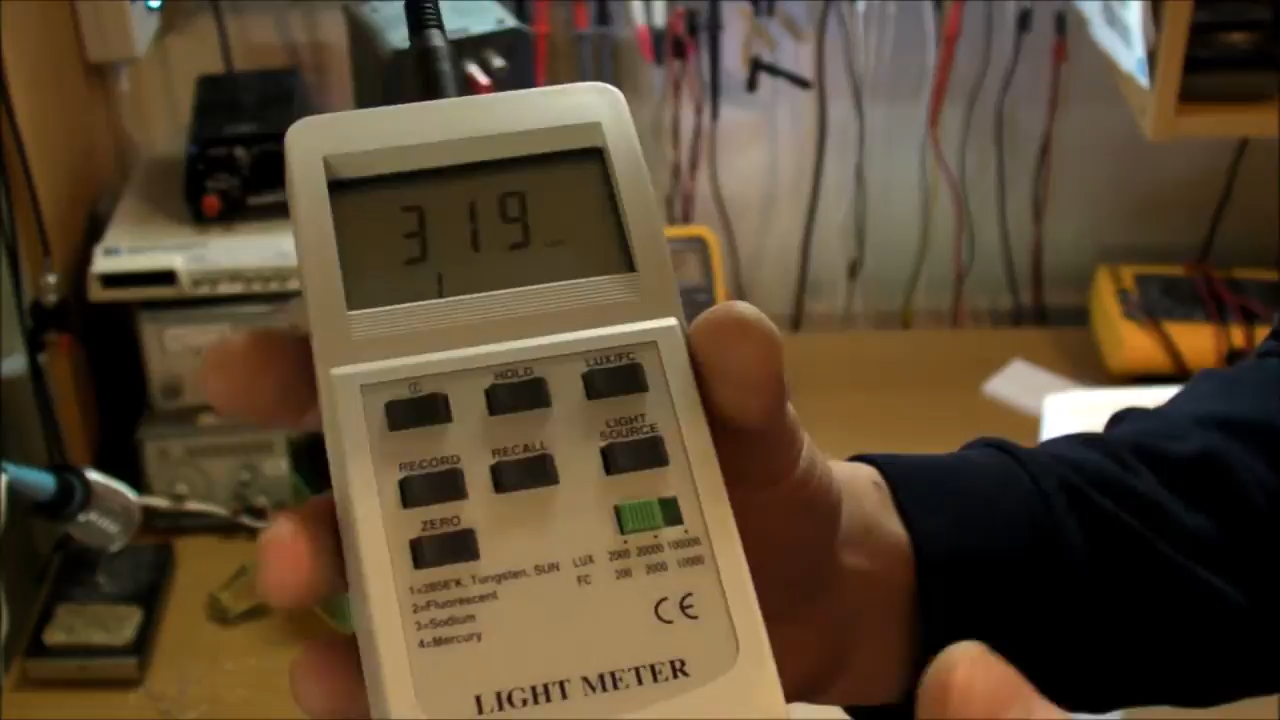 319
1
HOLD
LUX/FC
LIGHT
SOURCE
RECORD
RECALL
ZERO
LUX 2000 20000 100000
FC 200 2000 10000
1=2856°K, Tungsten, SUN
2=Fluorescent
3=Sodium
4=Mercury
CE
LIGHT METER